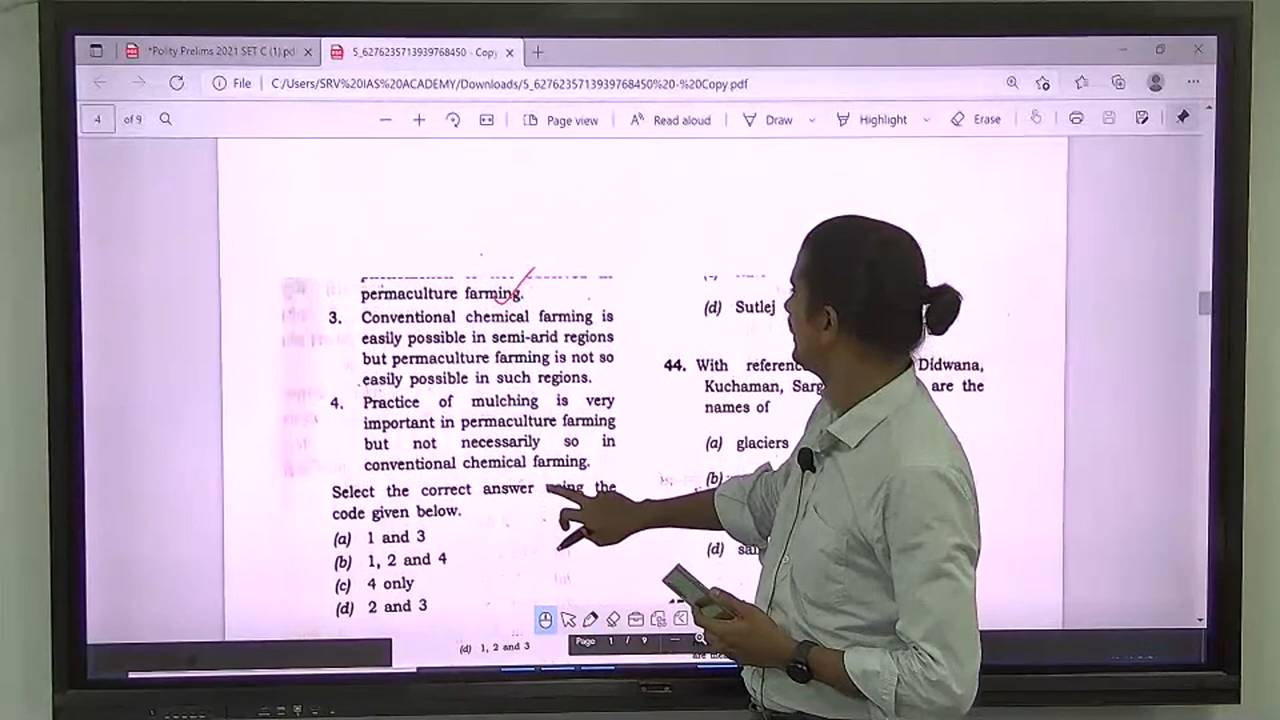 *Polity Prelims 2021 SET C (1).pd
5_6276235713939768450 - Copy
File
C:/Users/SRV%20IAS%20ACADEMY/Downloads/5_6276235713939768450%20-%20Copy.pdf
4 of 9
Page view
Read aloud
Draw
Highlight
Erase
permaculture farming.
3. Conventional chemical farming is
easily possible in semi-arid regions
but permaculture farming is not so
easily possible in such regions.
4. Practice of mulching is very
important in permaculture farming
but not necessarily so in
conventional chemical farming.
Select the correct answer using the
code given below.
(a) 1 and 3
(b) 1, 2 and 4
(c) 4 only
(d) 2 and 3
(d) 1, 2 and 3
(d) Sutlej
44. With referenc Didwana,
Kuchaman, Sarg are the
names of
(a) glaciers
(b)
(d)
Page 1 / 9